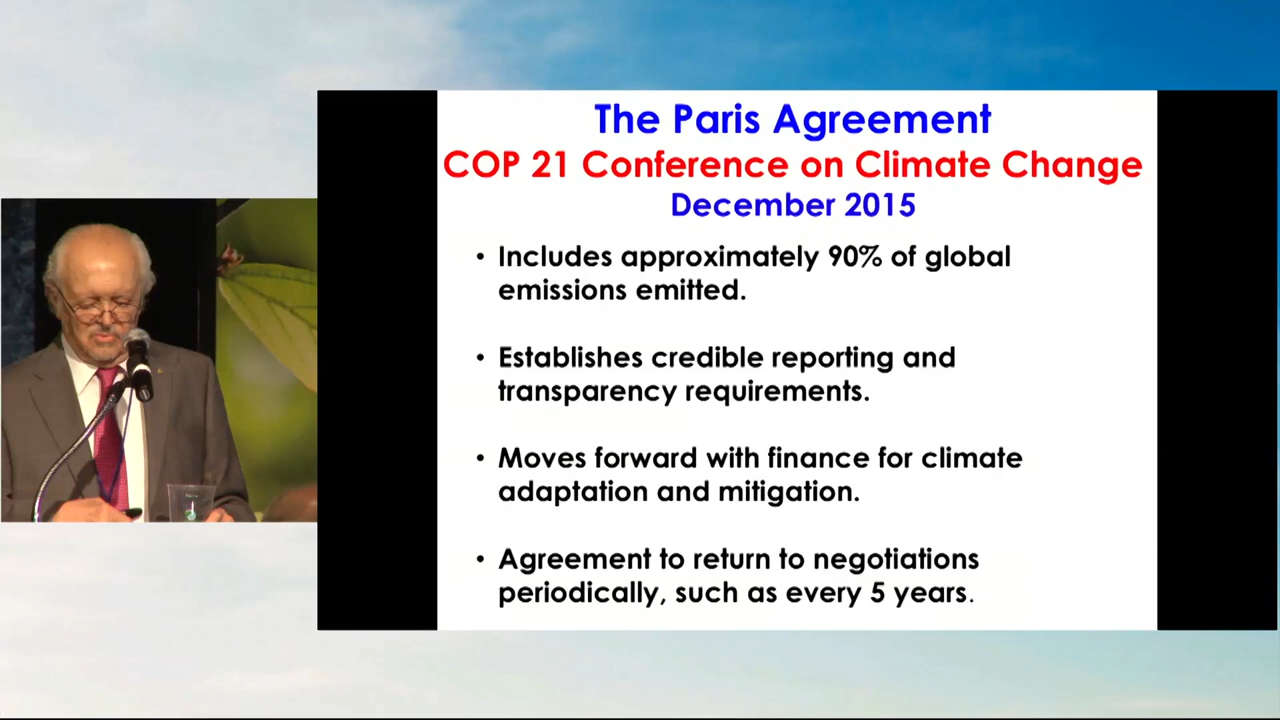 The Paris Agreement
COP 21 Conference on Climate Change
December 2015
• Includes approximately 90% of global
emissions emitted.
• Establishes credible reporting and
transparency requirements.
• Moves forward with finance for climate
adaptation and mitigation.
• Agreement to return to negotiations
periodically, such as every 5 years.